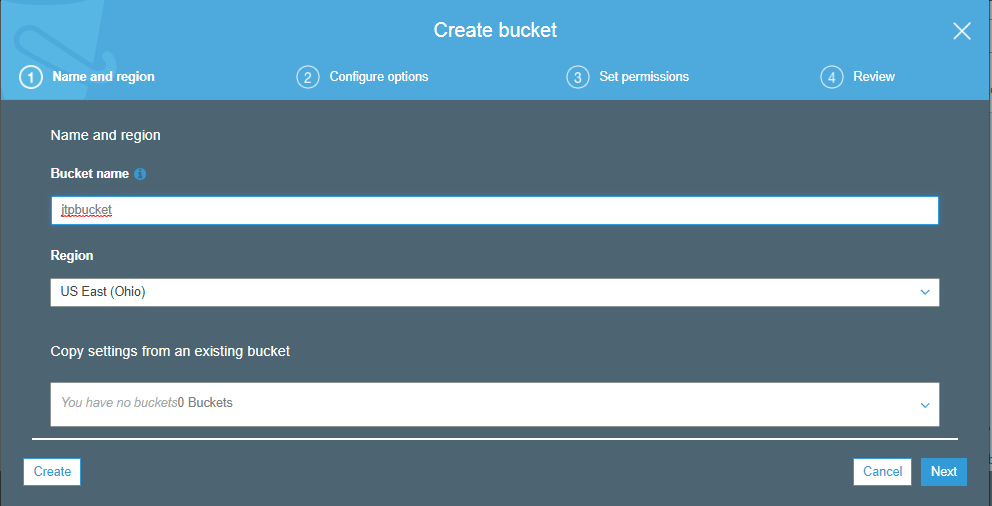 Create bucket
1 Name and region 2 Configure options 3 Set permissions 4 Review
Name and region
Bucket name
jtpbucket
Region
US East (Ohio)
Copy settings from an existing bucket
You have no buckets0 Buckets
Create Cancel Next